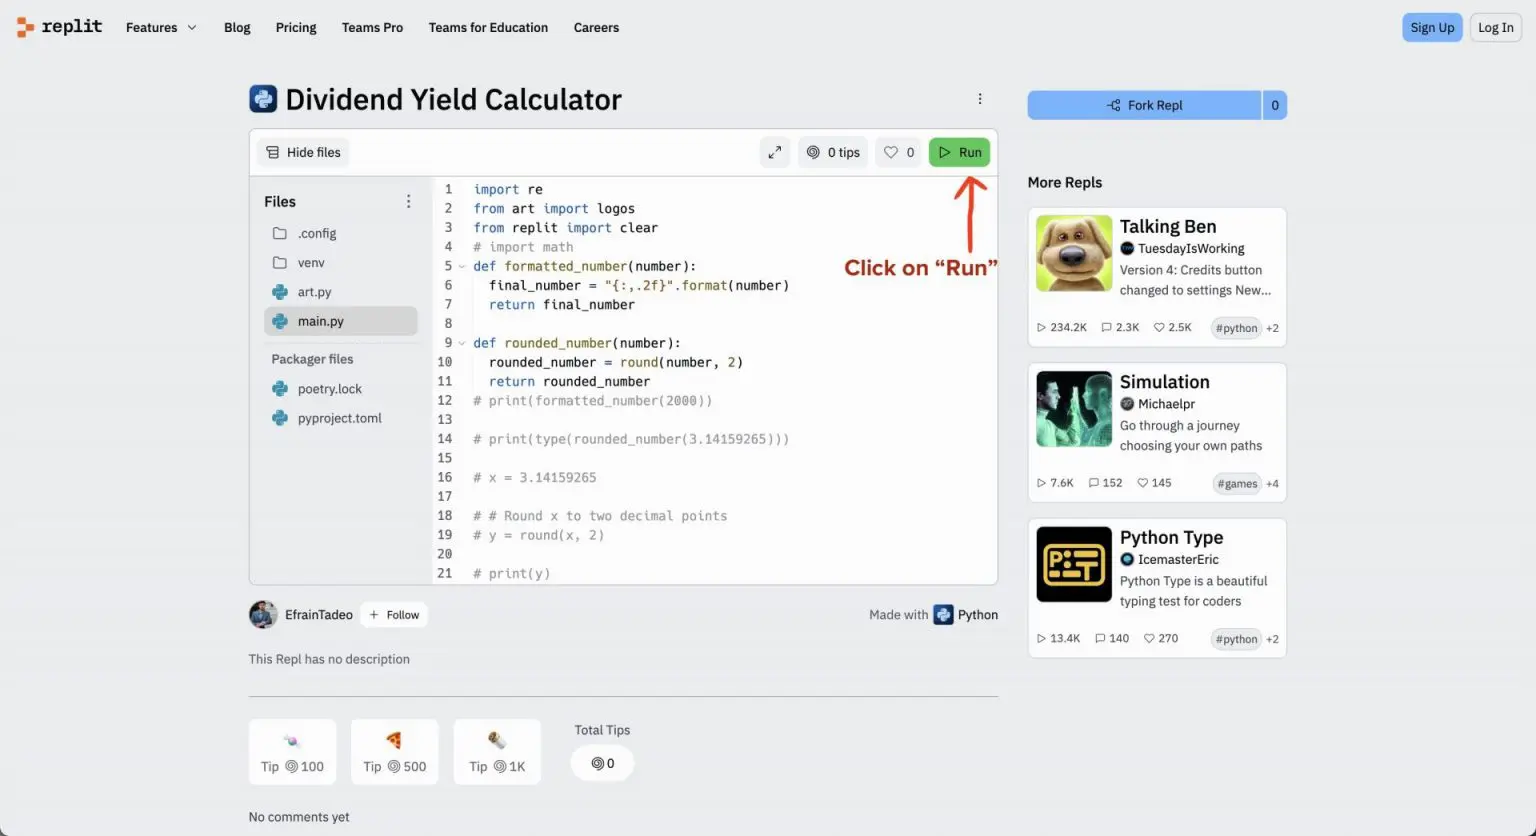 replit Features Blog Pricing Teams Pro Teams for Education Careers Sign Up Log In
Dividend Yield Calculator
Fork Repl 0
Hide files 0 tips 0 Run
Files
.config
venv
art.py
main.py
Packager files
poetry.lock
pyproject.toml
1 import re
2 from art import logos
3 from replit import clear
4 # import math
5 def formatted_number(number):
6 final_number = "{:,.2f}".format(number)
7 return final_number
8
9 def rounded_number(number):
10 rounded_number = round(number, 2)
11 return rounded_number
12 # print(formatted_number(2000))
13
14 # print(type(rounded_number(3.14159265)))
15
16 # x = 3.14159265
17
18 # # Round x to two decimal points
19 # y = round(x, 2)
20
21 # print(y)
Click on “Run”
EfrainTadeo + Follow Made with Python
This Repl has no description
Tip 100 Tip 500 Tip 1K
Total Tips
0
No comments yet
More Repls
Talking Ben
TuesdayIsWorking
Version 4: Credits button
changed to settings New...
234.2K 2.3K 2.5K #python +2
Simulation
Michaelpr
Go through a journey
choosing your own paths
7.6K 152 145 #games +4
Python Type
IcemasterEric
Python Type is a beautiful
typing test for coders
13.4K 140 270 #python +2